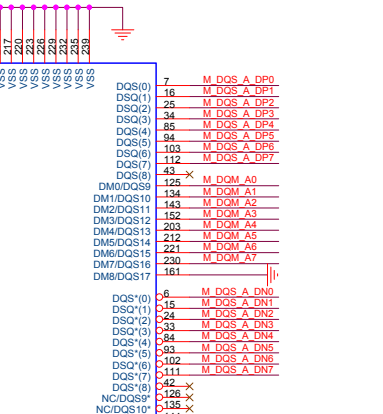 217 220 223 226 229 232 235 239
VSS VSS VSS VSS VSS VSS VSS VSS
DQS(0) 7 M_DQS_A_DP0
DSQ(1) 16 M_DQS_A_DP1
DSQ(2) 25 M_DQS_A_DP2
DSQ(3) 34 M_DQS_A_DP3
DQS(4) 85 M_DQS_A_DP4
DQS(5) 94 M_DQS_A_DP5
DSQ(6) 103 M_DQS_A_DP6
DQS(7) 112 M_DQS_A_DP7
DQS(8) 43
DM0/DQS9 125 M_DQM_A0
DM1/DQS10 134 M_DQM_A1
DM2/DQS11 143 M_DQM_A2
DM3/DQS12 152 M_DQM_A3
DM4/DQS13 203 M_DQM_A4
DM5/DQS14 212 M_DQM_A5
DM6/DQS15 221 M_DQM_A6
DM7/DQS16 230 M_DQM_A7
DM8/DQS17 161
DQS*(0) 6 M_DQS_A_DN0
DSQ*(1) 15 M_DQS_A_DN1
DSQ*(2) 24 M_DQS_A_DN2
DSQ*(3) 33 M_DQS_A_DN3
DQS*(4) 84 M_DQS_A_DN4
DQS*(5) 93 M_DQS_A_DN5
DSQ*(6) 102 M_DQS_A_DN6
DQS*(7) 111 M_DQS_A_DN7
DQS*(8) 42
NC/DQS9* 126
NC/DQS10* 135